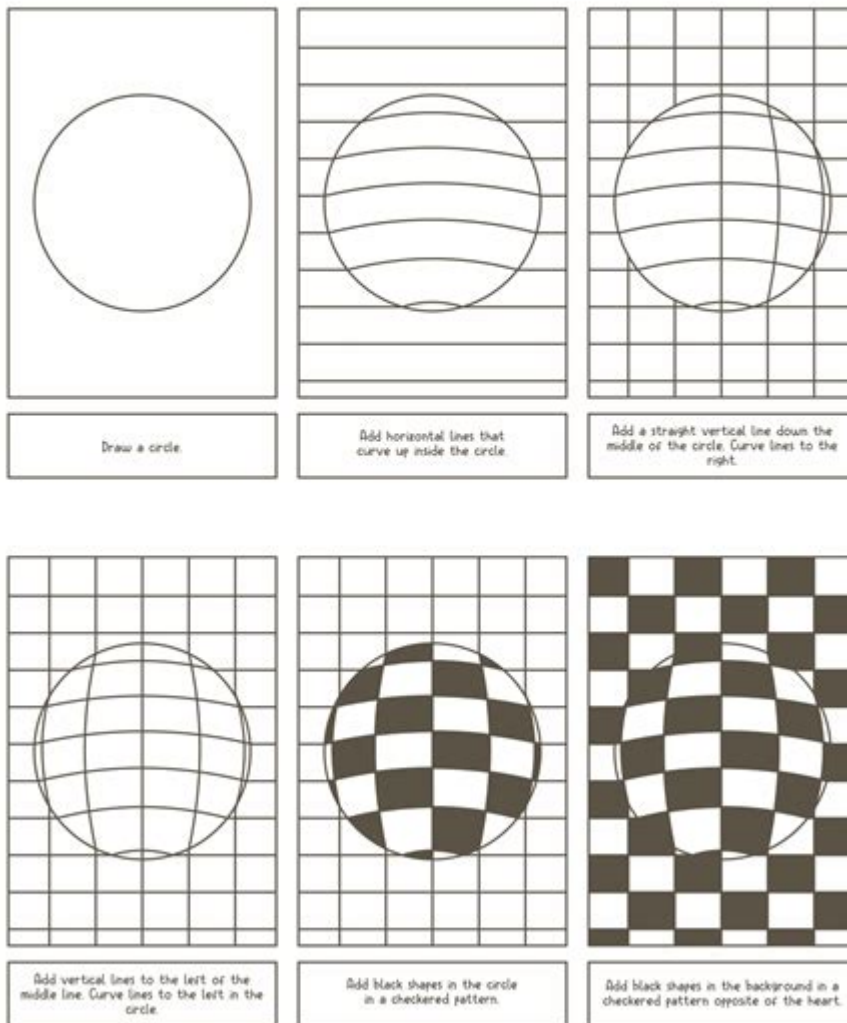 Draw a circle.
Add horizontal lines that
curve up inside the circle.
Add a straight vertical line down the
middle of the circle. Curve lines to the
right.
Add vertical lines to the left of the
middle line. Curve lines to the left in the
circle.
Add black shapes in the circle
in a checkered pattern.
Add black shapes in the background in a
checkered pattern opposite of the heart.